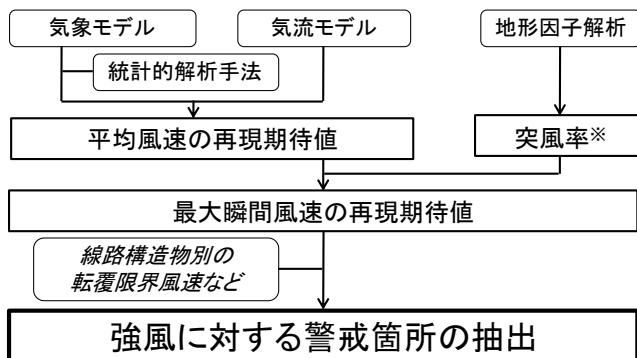 気象モデル
気流モデル
地形因子解析
統計的解析手法
平均風速の再現期待値
突風率※
最大瞬間風速の再現期待値
線路構造物別の
転覆限界風速など
強風に対する警戒箇所の抽出